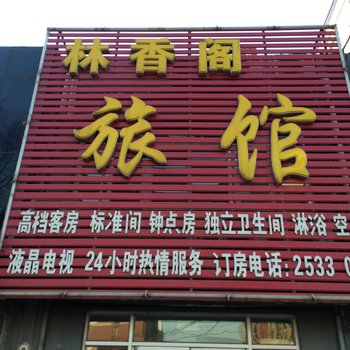 林香阁
旅馆
高档客房 标准间 钟点房 独立卫生间 淋浴 空
液晶电视 24小时热情服务 订房电话:2533 0